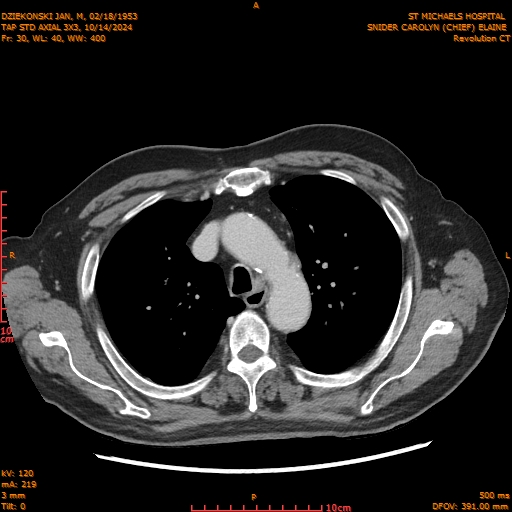 DZIEKONSKI JAN, M, 02/18/1953
TAP STD AXIAL 3X3, 10/14/2024
Fr: 30, WL: 40, WW: 400
A
ST MICHAELS HOSPITAL
SNIDER CAROLYN (CHIEF) ELAINE
Revolution CT
R
L
10
cm
kV: 120
mA: 219
3 mm
Tilt: 0
P
10cm
500 ms
DFOV: 391.00 mm